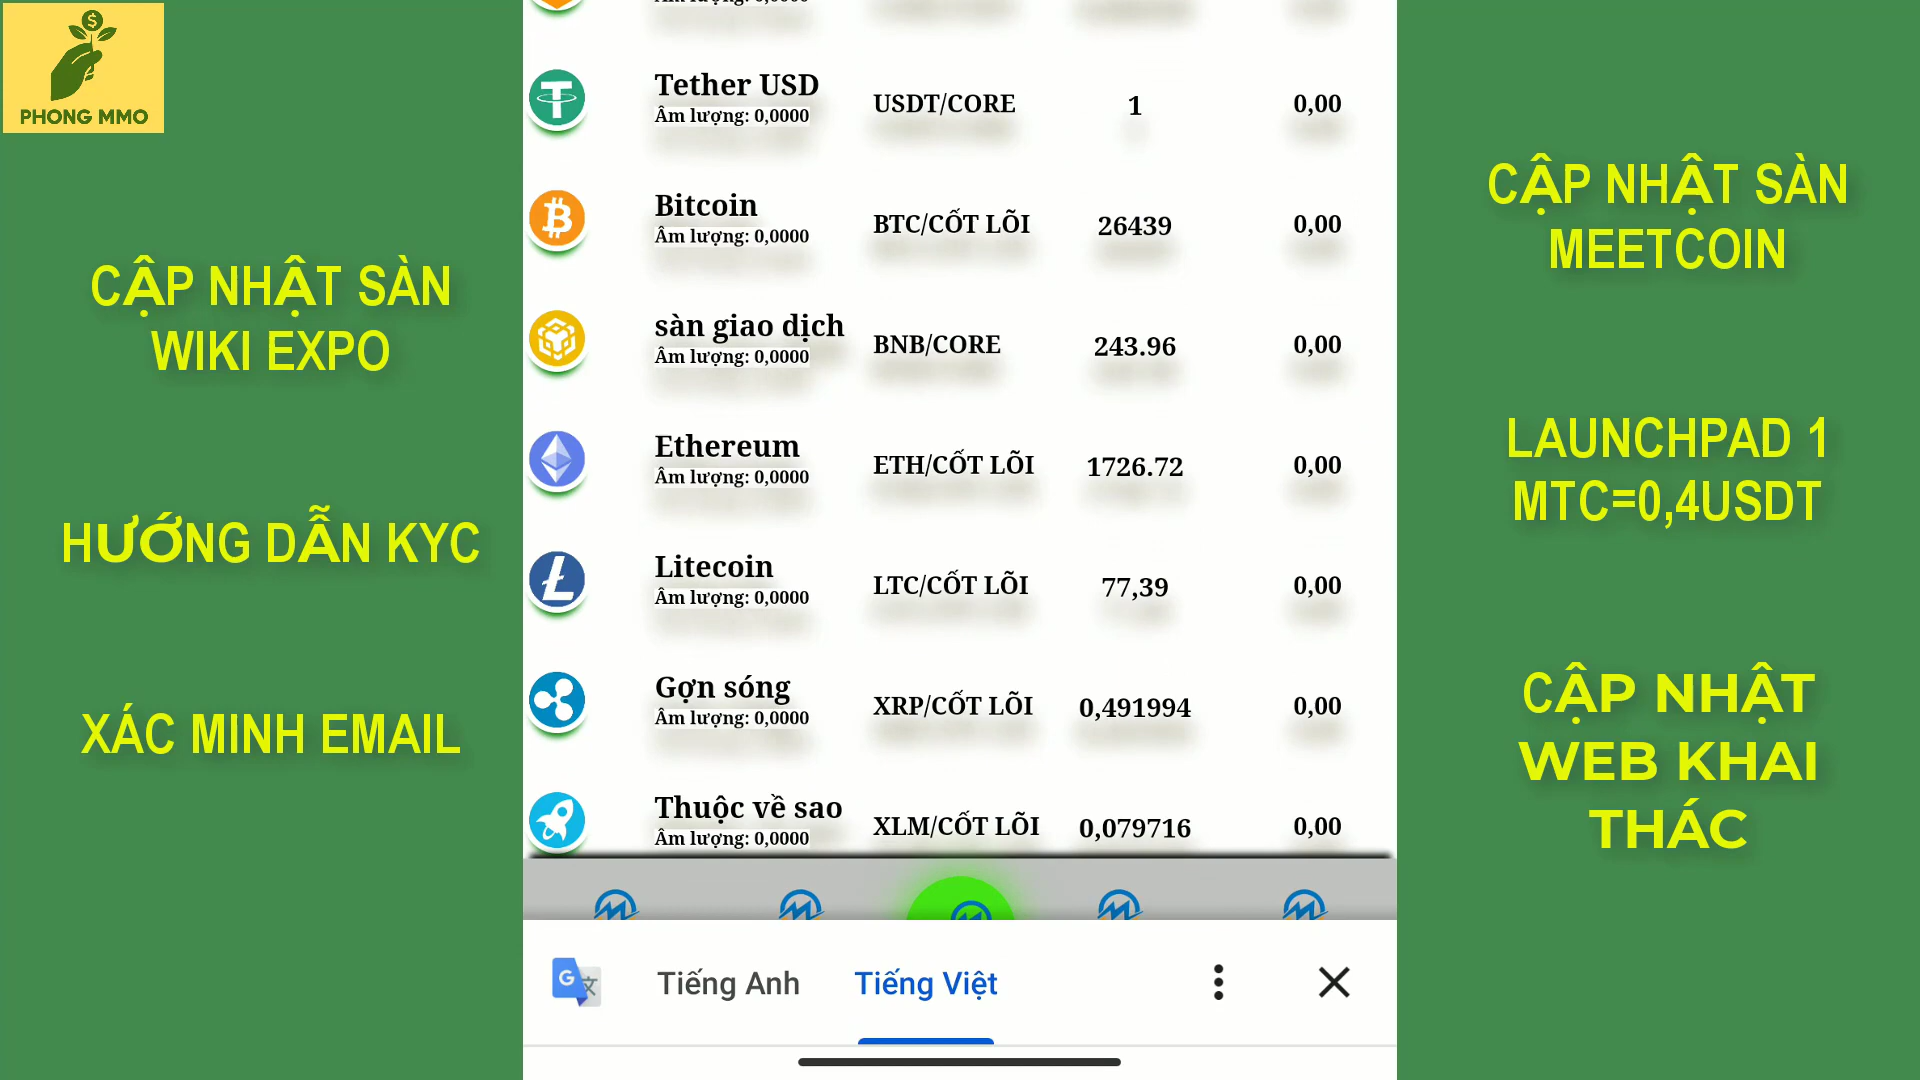 PHONG MMO
CẬP NHẬT SÀN
WIKI EXPO
HƯỚNG DẪN KYC
XÁC MINH EMAIL
Tether USD
Âm lượng: 0,0000
USDT/CORE
1
0,00
Bitcoin
Âm lượng: 0,0000
BTC/CỐT LÕI
26439
0,00
sàn giao dịch
Âm lượng: 0,0000
BNB/CORE
243.96
0,00
Ethereum
Âm lượng: 0,0000
ETH/CỐT LÕI
1726.72
0,00
Litecoin
Âm lượng: 0,0000
LTC/CỐT LÕI
77,39
0,00
Gợn sóng
Âm lượng: 0,0000
XRP/CỐT LÕI
0,491994
0,00
Thuộc về sao
Âm lượng: 0,0000
XLM/CỐT LÕI
0,079716
0,00
Tiếng Anh
Tiếng Việt
CẬP NHẬT SÀN
MEETCOIN
LAUNCHPAD 1
MTC=0,4USDT
CẬP NHẬT
WEB KHAI
THÁC